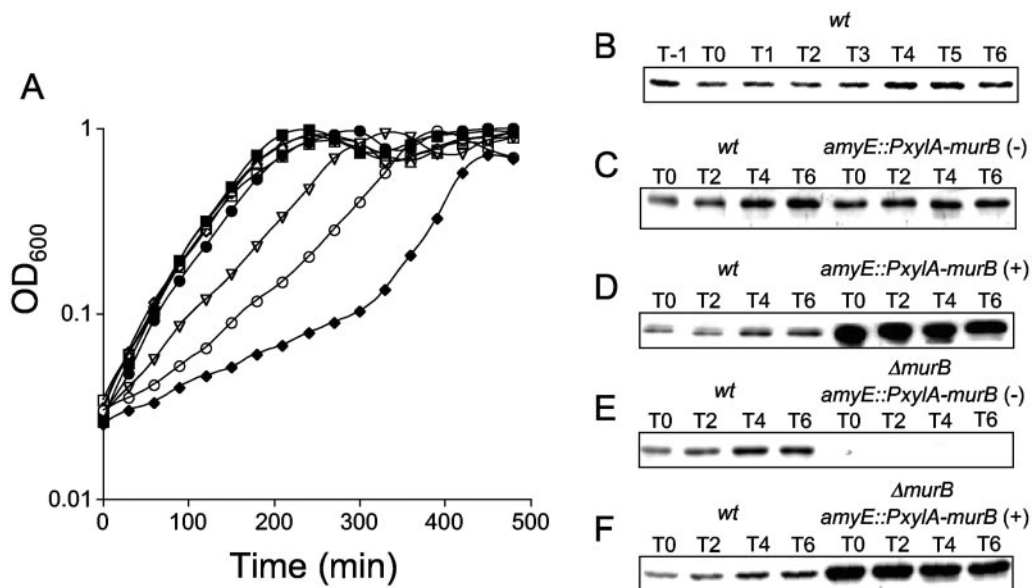 A
OD600
1
0.1
0.01
0 100 200 300 400 500
Time (min)
B
wt
T-1 T0 T1 T2 T3 T4 T5 T6
C
wt amyE::PxylA-murB (-)
T0 T2 T4 T6 T0 T2 T4 T6
D
wt amyE::PxylA-murB (+)
T0 T2 T4 T6 T0 T2 T4 T6
E
ΔmurB
wt amyE::PxylA-murB (-)
T0 T2 T4 T6 T0 T2 T4 T6
F
ΔmurB
wt amyE::PxylA-murB (+)
T0 T2 T4 T6 T0 T2 T4 T6